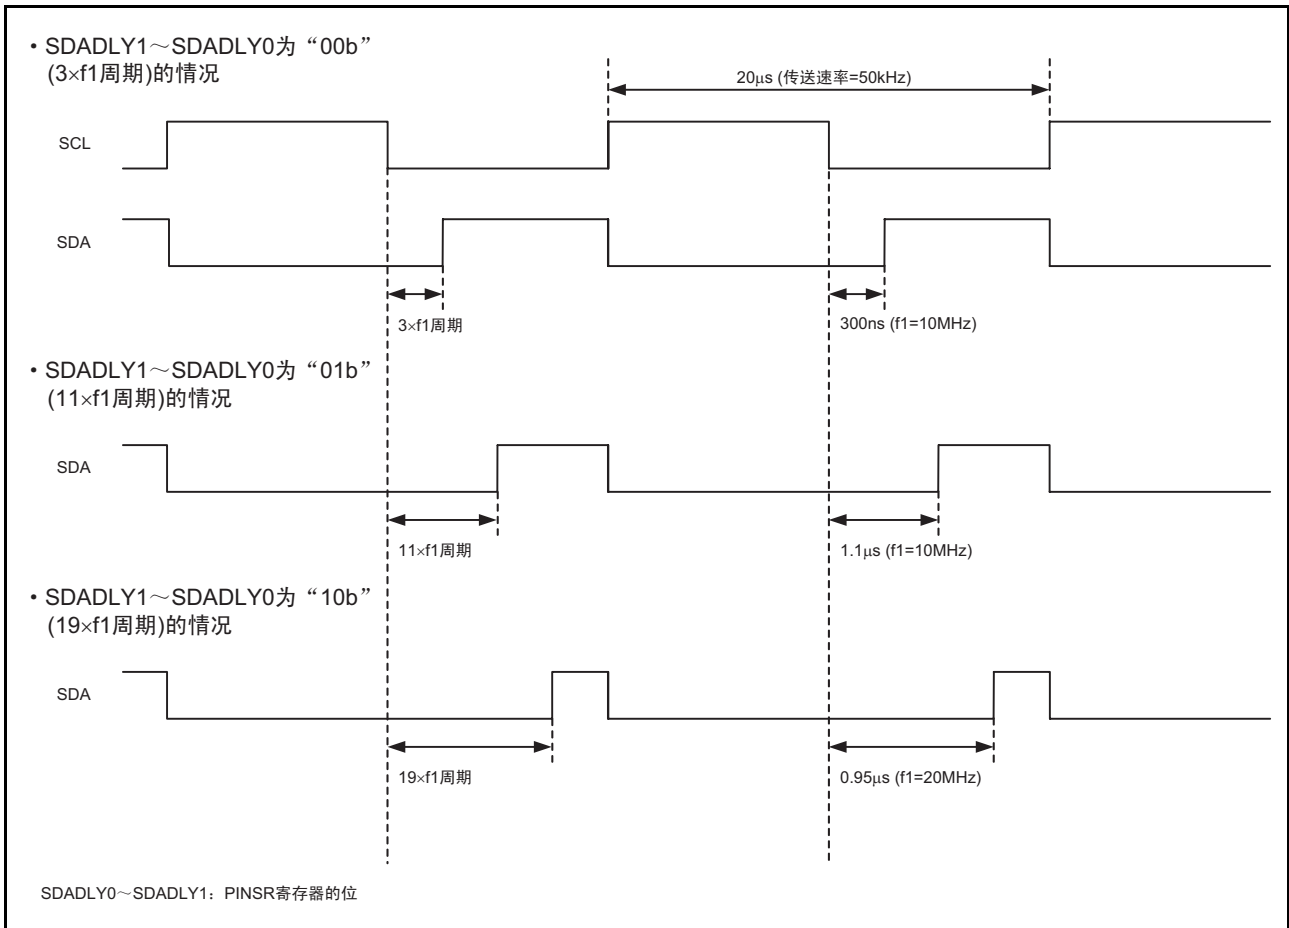 ・SDADLY1～SDADLY0为“00b”
(3×f1周期)的情况
20μs (传送速率=50kHz)
SCL
SDA
3×f1周期
300ns (f1=10MHz)
・SDADLY1～SDADLY0为“01b”
(11×f1周期)的情况
SDA
11×f1周期
1.1μs (f1=10MHz)
・SDADLY1～SDADLY0为“10b”
(19×f1周期)的情况
SDA
19×f1周期
0.95μs (f1=20MHz)
SDADLY0～SDADLY1：PINSR寄存器的位